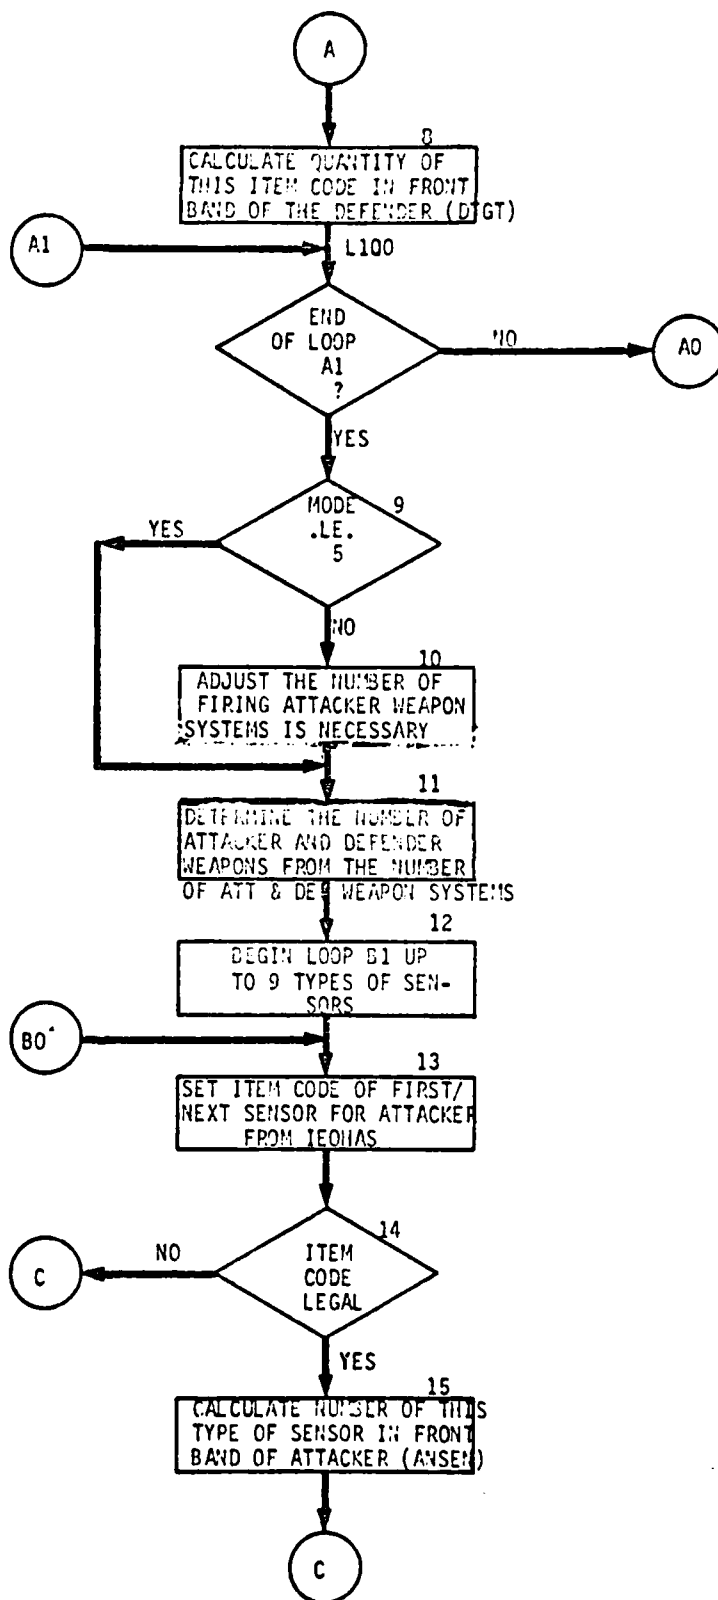 A
8
CALCULATE QUANTITY OF
THIS ITEM CODE IN FRONT
BAND OF THE DEFENDER (DTGT)
A1
L100
END
OF LOOP
A1
?
NO
A0
YES
MODE
.LE.
5
9
YES
NO
10
ADJUST THE NUMBER OF
FIRING ATTACKER WEAPON
SYSTEMS IS NECESSARY
11
DETERMINE THE NUMBER OF
ATTACKER AND DEFENDER
WEAPONS FROM THE NUMBER
OF ATT & DEF WEAPON SYSTEMS
12
BEGIN LOOP B1 UP
TO 9 TYPES OF SEN-
SORS
B0
13
SET ITEM CODE OF FIRST/
NEXT SENSOR FOR ATTACKER
FROM IEOHAS
14
NO
C
ITEM
CODE
LEGAL
YES
15
CALCULATE NUMBER OF THIS
TYPE OF SENSOR IN FRONT
BAND OF ATTACKER (ANSEN)
C